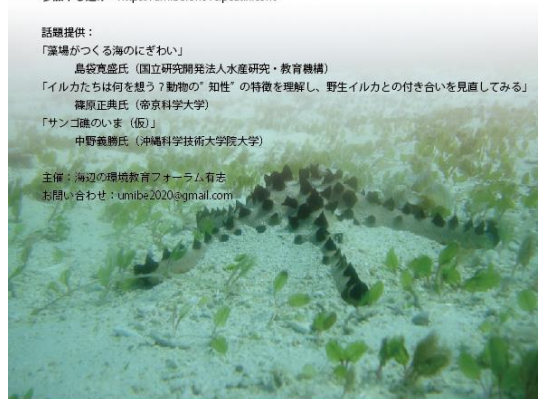 話題提供：
「藻場がつくる海のにぎわい」
島袋寛盛氏（国立研究開発法人水産研究・教育機構）
「イルカたちは何を想う？動物の”知性”の特徴を理解し、野生イルカとの付き合いを見直してみる」
篠原正典氏（帝京科学大学）
「サンゴ礁のいま（仮）」
中野義勝氏（沖縄科学技術大学院大学）
主催：海辺の環境教育フォーラム有志
お問い合わせ：umibe2020@gmail.com